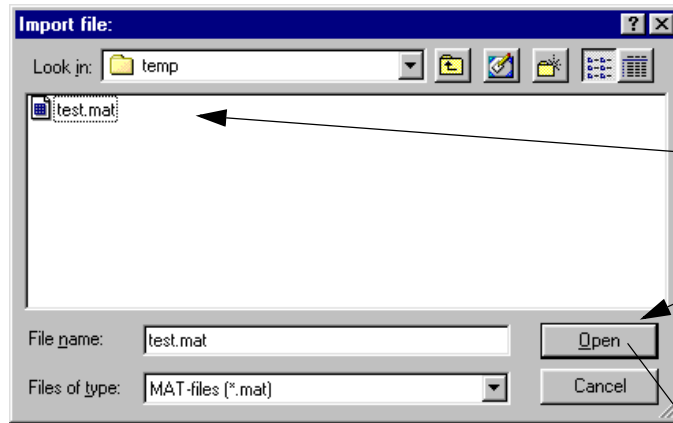 Import file:
Look in: temp
test.mat
File name: test.mat Open
Files of type: MAT-files (*.mat) Cancel